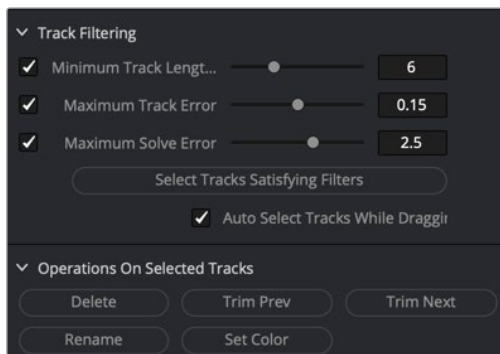 Track Filtering
Minimum Track Lengt... 6
Maximum Track Error 0.15
Maximum Solve Error 2.5
Select Tracks Satisfying Filters
Auto Select Tracks While Draggir
Operations On Selected Tracks
Delete Trim Prev Trim Next
Rename Set Color